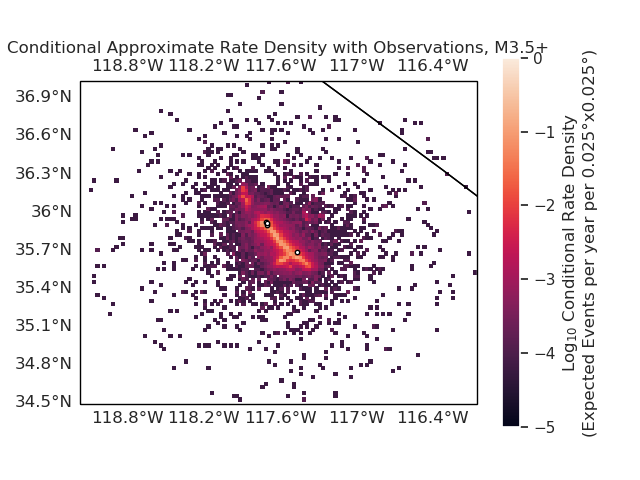 Conditional Approximate Rate Density with Observations, M3.5+
118.8°W 118.2°W 117.6°W 117°W 116.4°W
36.9°N
36.6°N
36.3°N
36°N
35.7°N
35.4°N
35.1°N
34.8°N
34.5°N
118.8°W 118.2°W 117.6°W 117°W 116.4°W
0
−1
−2
−3
−4
−5
Log₁₀ Conditional Rate Density
(Expected Events per year per 0.025°x0.025°)